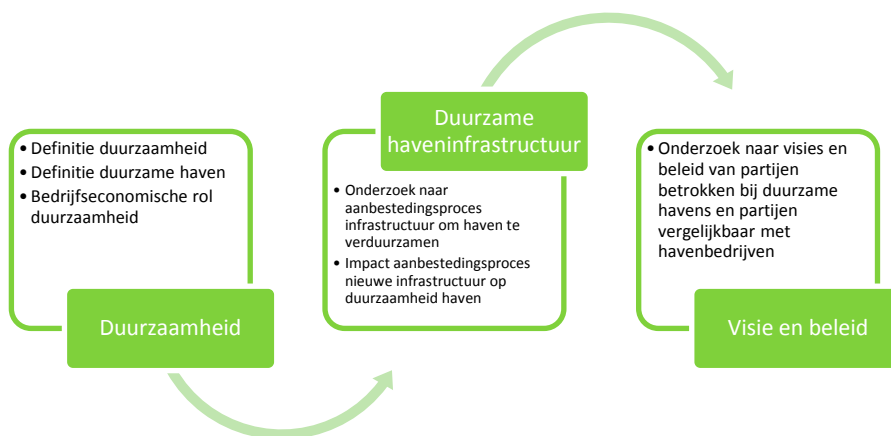 • Definitie duurzaamheid
• Definitie duurzame haven
• Bedrijfseconomische rol
duurzaamheid
Duurzaamheid
Duurzame
haveninfrastructuur
• Onderzoek naar
aanbestedingsproces
infrastructuur om haven te
verduurzamen
• Impact aanbestedingsproces
nieuwe infrastructuur op
duurzaamheid haven
• Onderzoek naar visies en
beleid van partijen
betrokken bij duurzame
havens en partijen
vergelijkbaar met
havenbedrijven
Visie en beleid